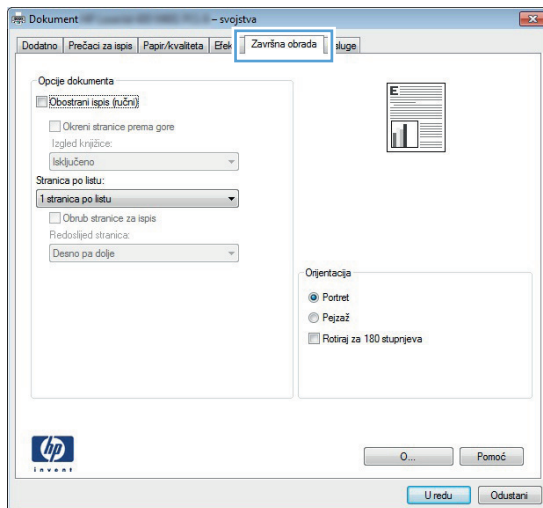 Dokument – svojstva
Dodatno Prečaci za ispis Papir/kvaliteta Efek Završna obrada sluge
Opcije dokumenta
Obostrani ispis (ručni)
Okreni stranice prema gore
Izgled knjižice:
Isključeno
Stranica po listu:
1 stranica po listu
Obrub stranice za ispis
Redoslijed stranica:
Desno pa dolje
E
Orijentacija
Portret
Pejzaž
Rotiraj za 180 stupnjeva
hp
invent
O... Pomoć
U redu Odustani